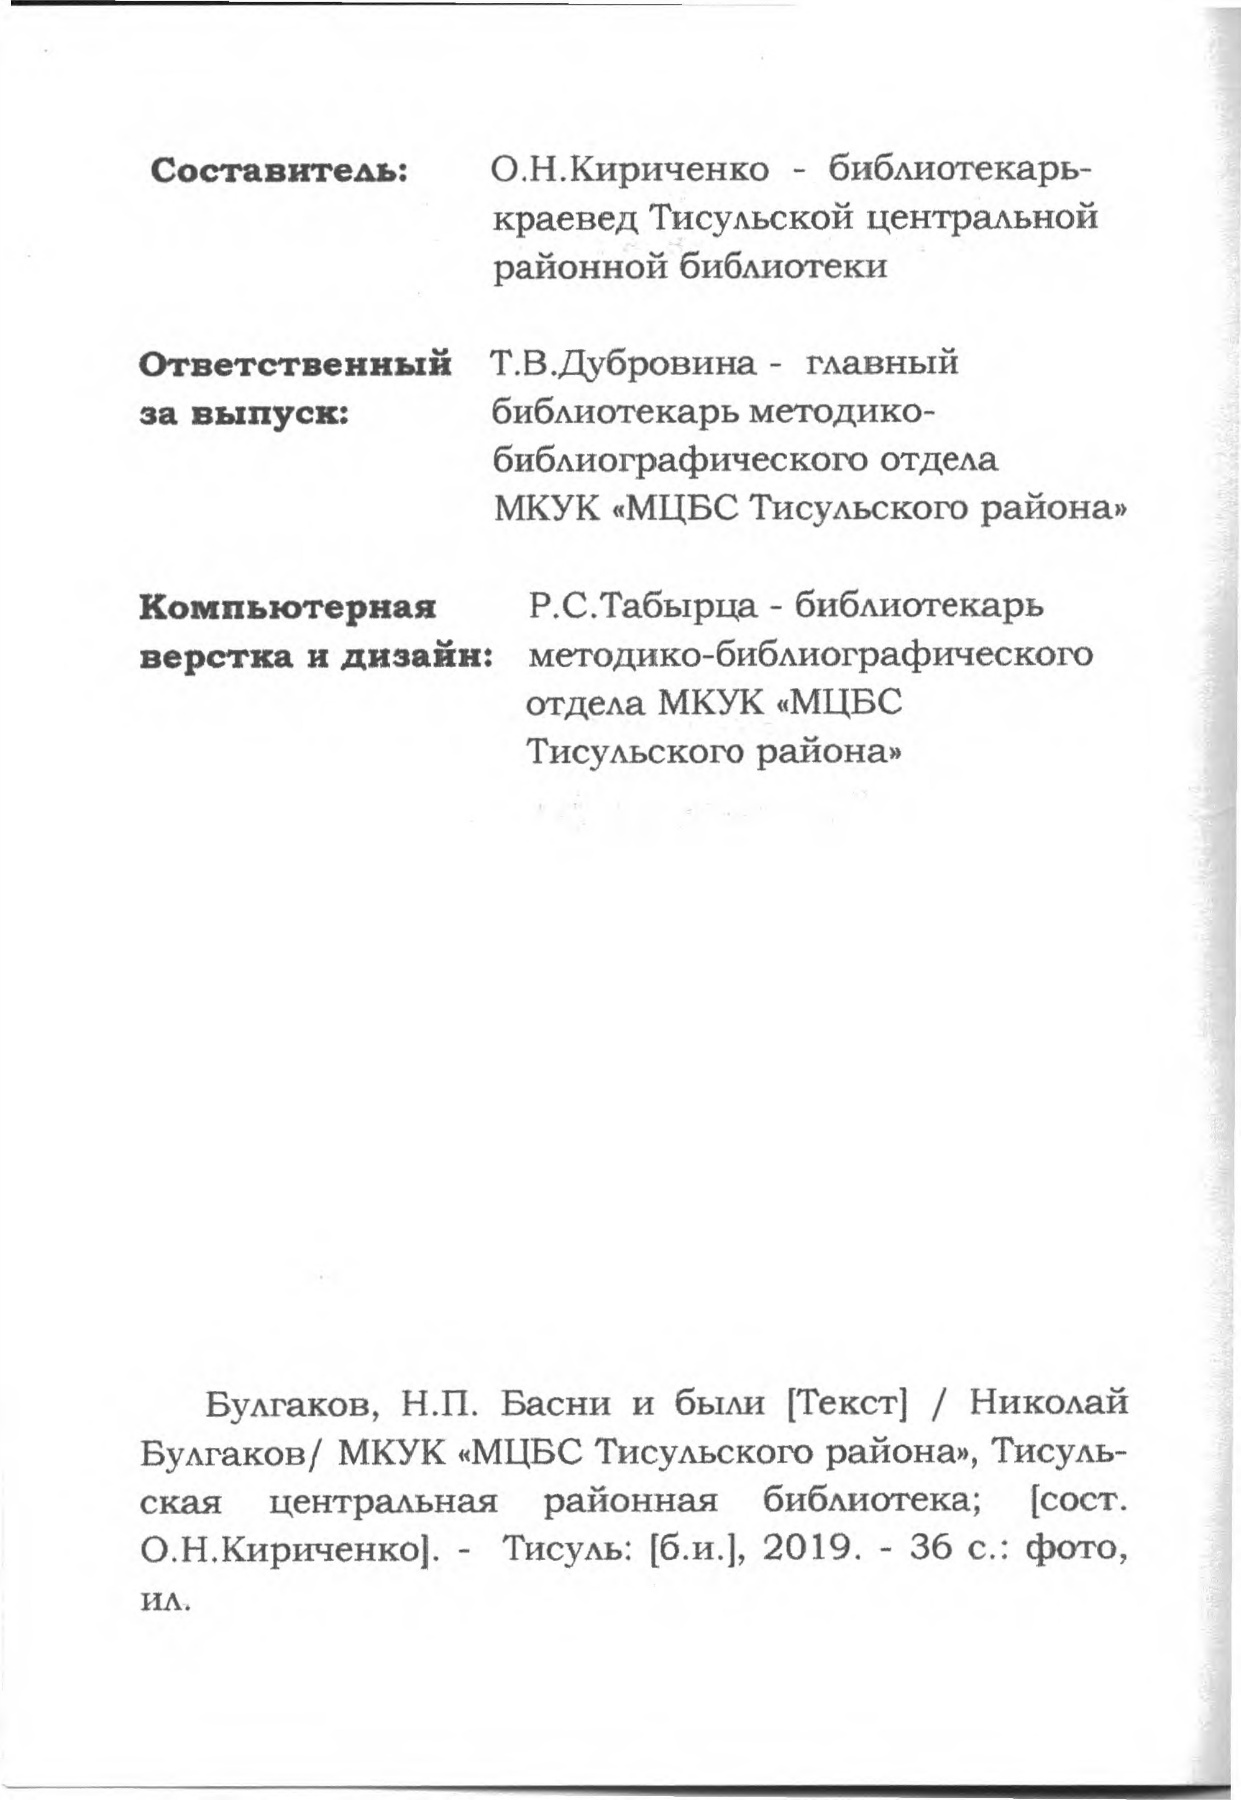 Составитель: О.Н.Кириченко - библиотекарь-
краевед Тисульской центральной
районной библиотеки
Ответственный Т.В.Дубровина - главный
за выпуск: библиотекарь методико-
библиографического отдела
МКУК «МЦБС Тисульского района»
Компьютерная Р.С.Табырца - библиотекарь
верстка и дизайн: методико-библиографического
отдела МКУК «МЦБС
Тисульского района»
Булгаков, Н.П. Басни и были [Текст] / Николай
Булгаков/ МКУК «МЦБС Тисульского района», Тисуль-
ская центральная районная библиотека; [сост.
О.Н.Кириченко]. - Тисуль: [б.и.], 2019. - 36 с.: фото,
ил.